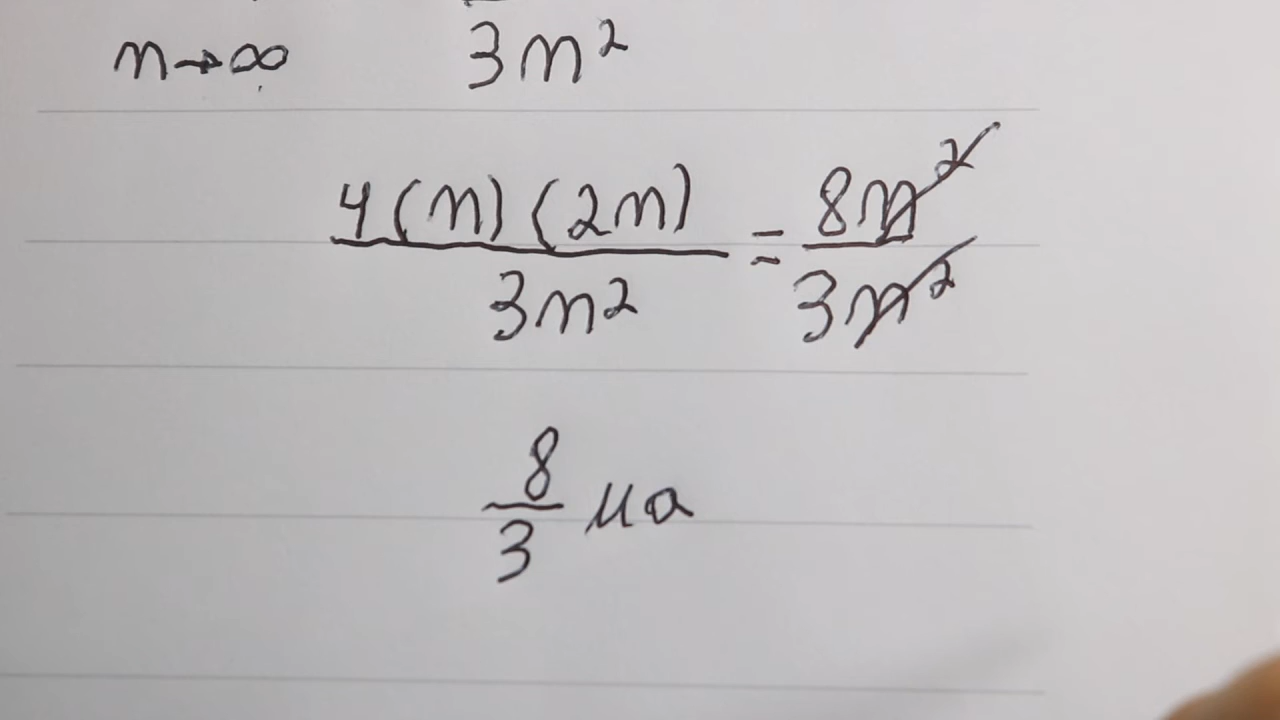 n→∞ 3n²
4(n)(2n) / 3n² = 8n² / 3n²
8/3 ua